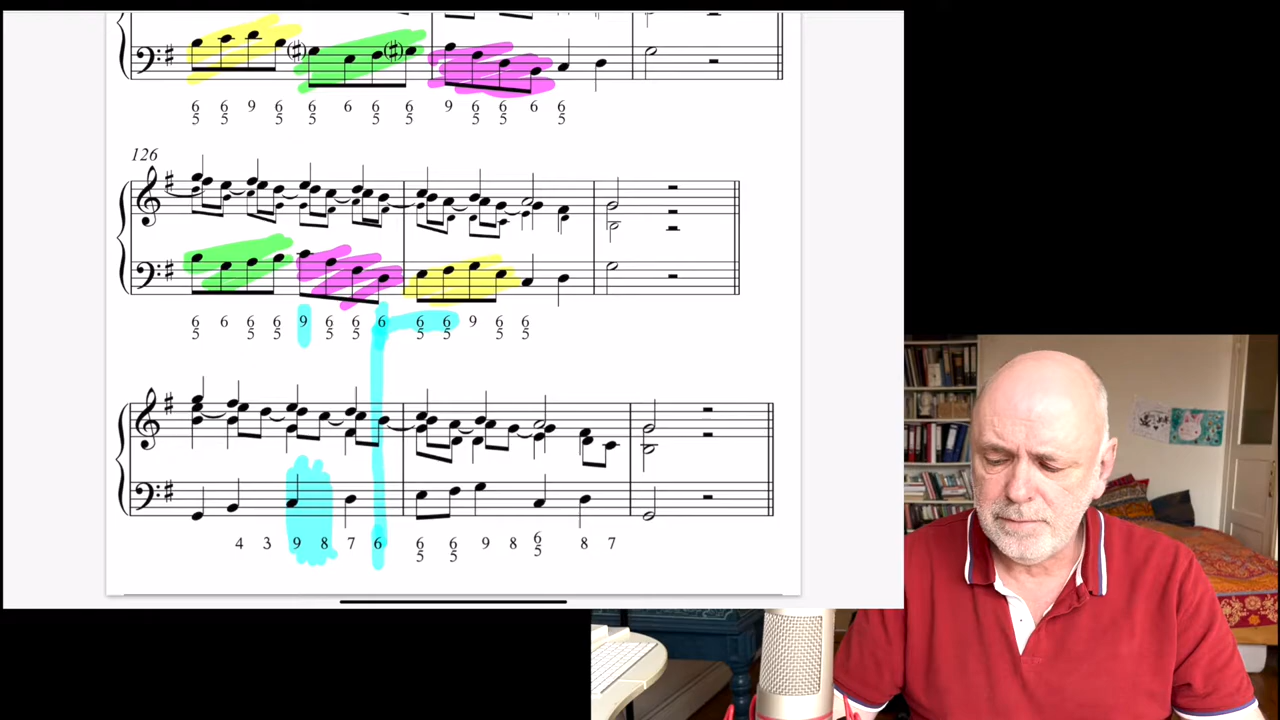 6 6 9 6 6 6 6 6 9 6 6 6 6
5 5 5 5 5 5 5 5 5
126
6 6 6 6 9 6 6 6 6 6 9 6 6
5 5 5 5 5 5 5 5 5
4 3 9 8 7 6 6 6 9 8 6 8 7
5 5 5